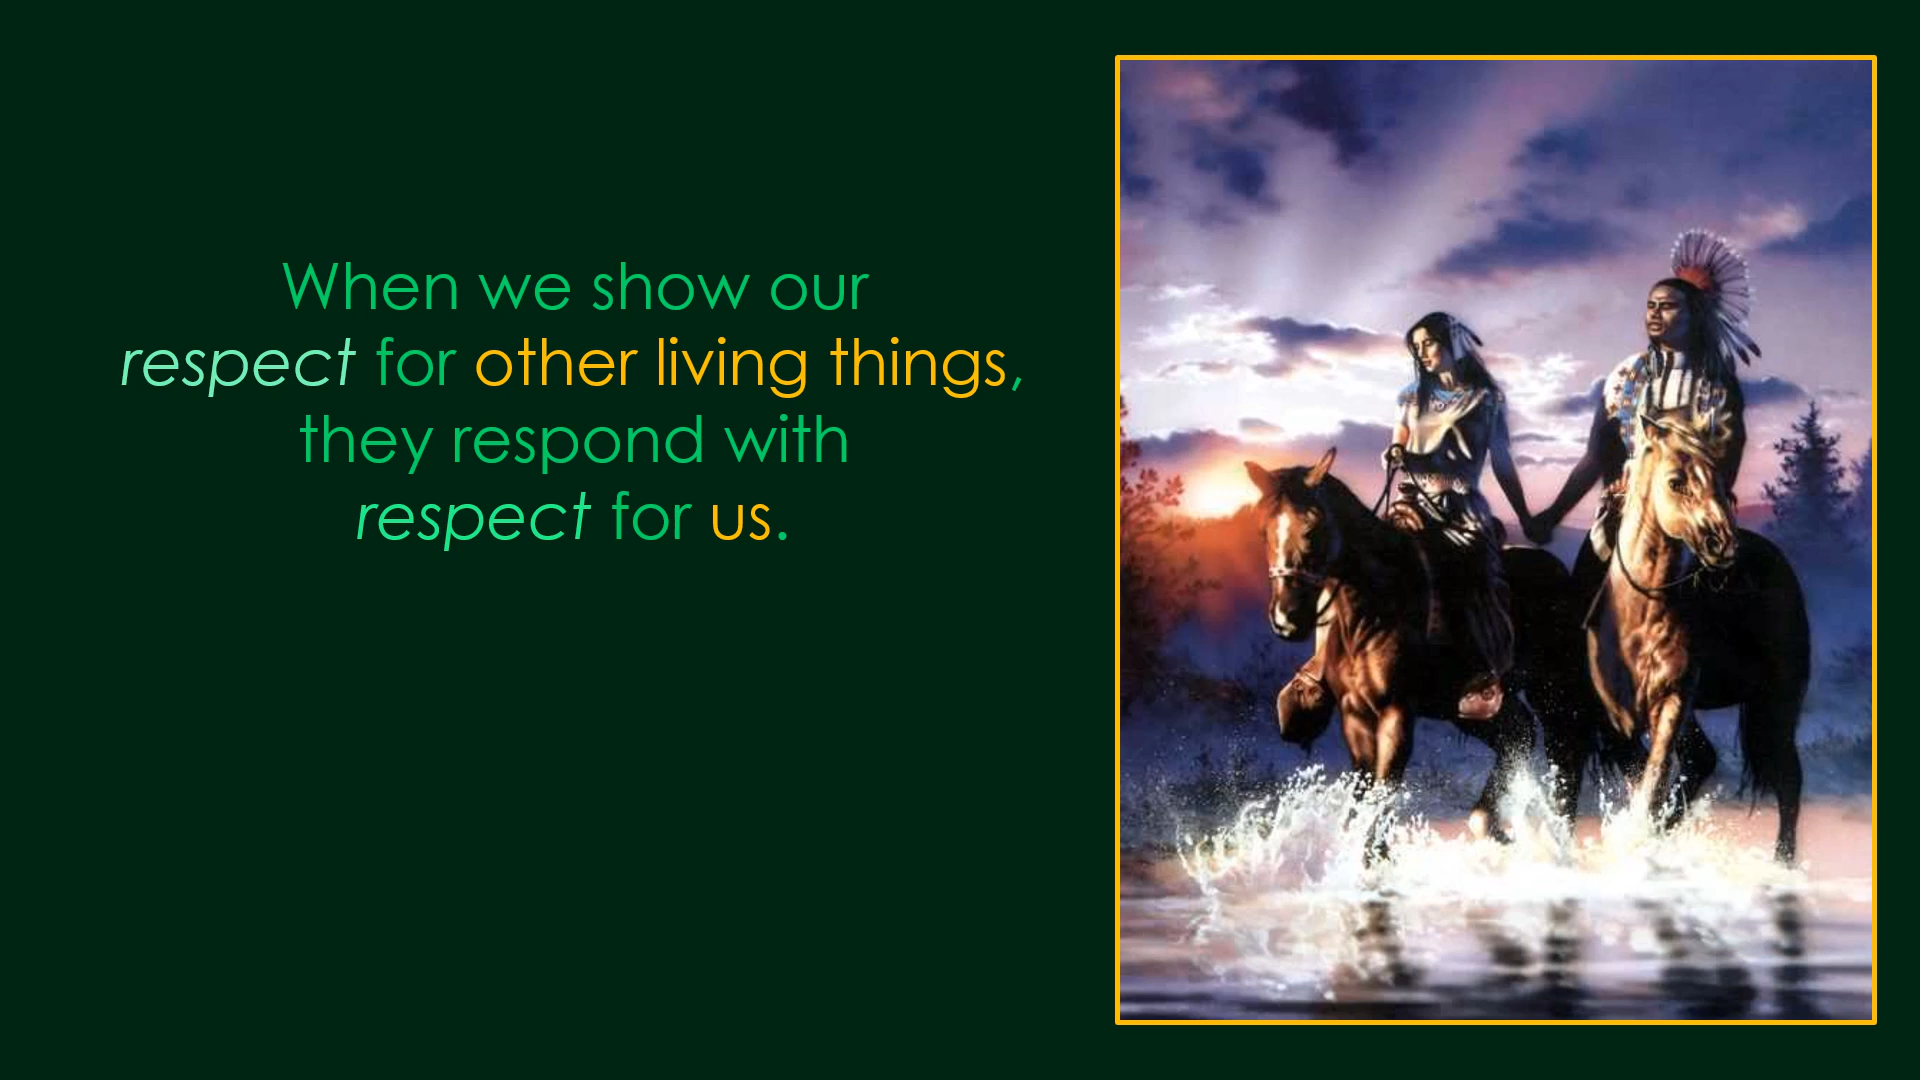 When we show our
respect for other living things,
they respond with
respect for us.